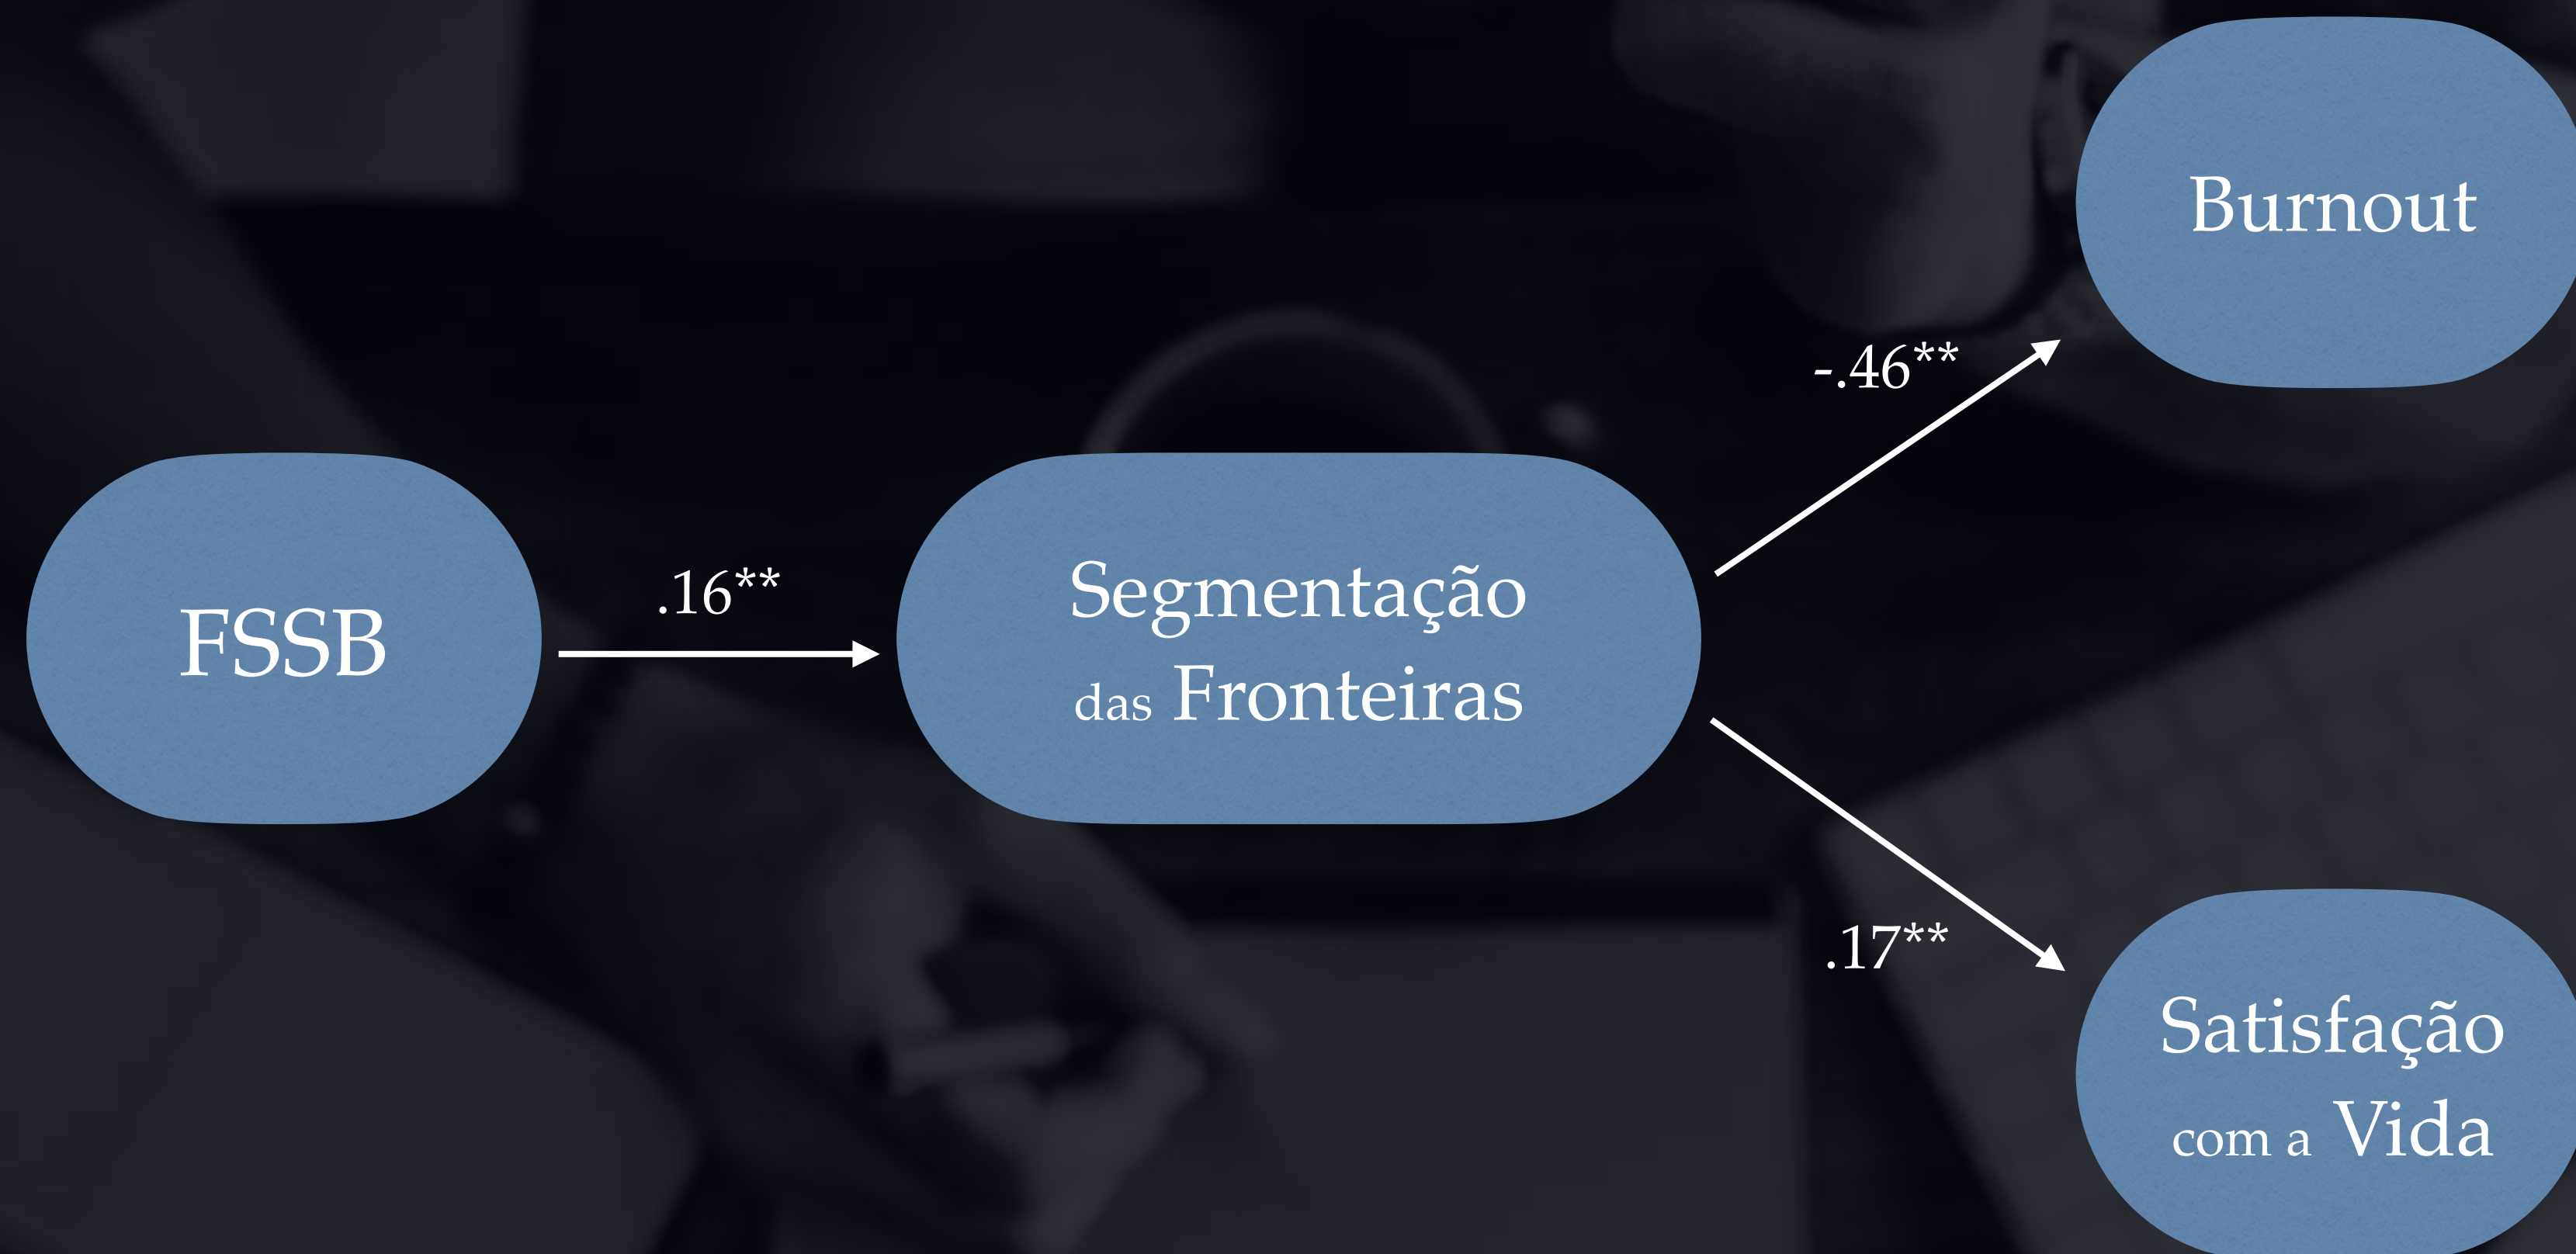 Burnout
-.46**
FSSB
.16**
Segmentação
das Fronteiras
.17**
Satisfação
com a Vida